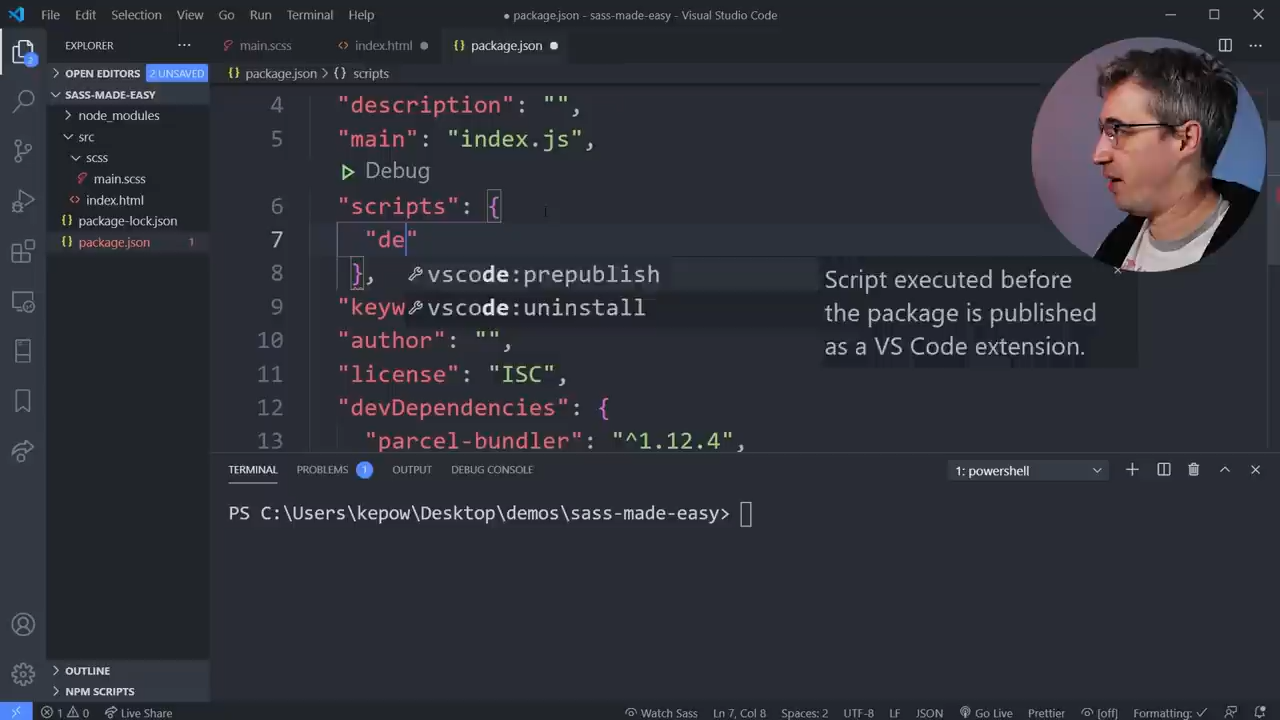 File Edit Selection View Go Run Terminal Help
● package.json - sass-made-easy - Visual Studio Code
EXPLORER ...
main.scss
index.html
{} package.json
OPEN EDITORS 2 UNSAVED
{} package.json > {} scripts
SASS-MADE-EASY
node_modules
src
scss
main.scss
<> index.html
{} package-lock.json
{} package.json 1
2
4 "description": "",
5 "main": "index.js",
Debug
6 "scripts": {
7 "de"
8 },
9 "keyw
10 "author": "",
11 "license": "ISC",
12 "devDependencies": {
13 "parcel-bundler": "^1.12.4",
vscode:prepublish
vscode:uninstall
Script executed before
the package is published
as a VS Code extension.
TERMINAL PROBLEMS 1 OUTPUT DEBUG CONSOLE
1: powershell
PS C:\Users\kepow\Desktop\demos\sass-made-easy>
OUTLINE
NPM SCRIPTS
1 0 Live Share
Watch Sass Ln 7, Col 8 Spaces: 2 UTF-8 LF JSON Go Live Prettier [off] Formatting: ✓